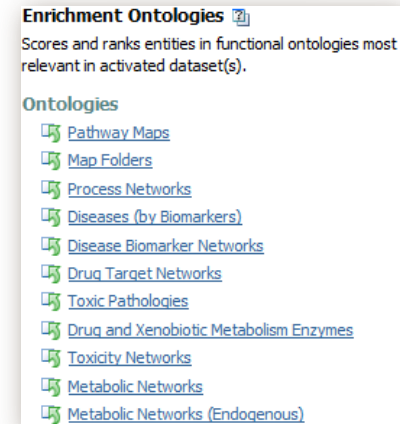 Enrichment Ontologies
Scores and ranks entities in functional ontologies most
relevant in activated dataset(s).
Ontologies
Pathway Maps
Map Folders
Process Networks
Diseases (by Biomarkers)
Disease Biomarker Networks
Drug Target Networks
Toxic Pathologies
Drug and Xenobiotic Metabolism Enzymes
Toxicity Networks
Metabolic Networks
Metabolic Networks (Endogenous)